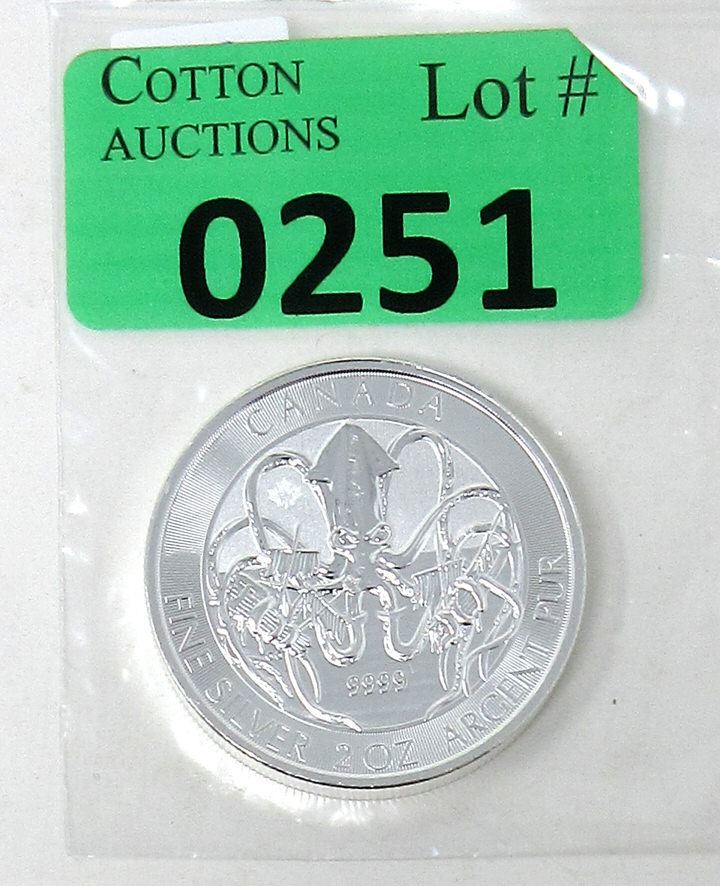 COTTON
AUCTIONS
Lot #
0251
CANADA
9999
FINE SILVER 2 OZ ARGENT PUR